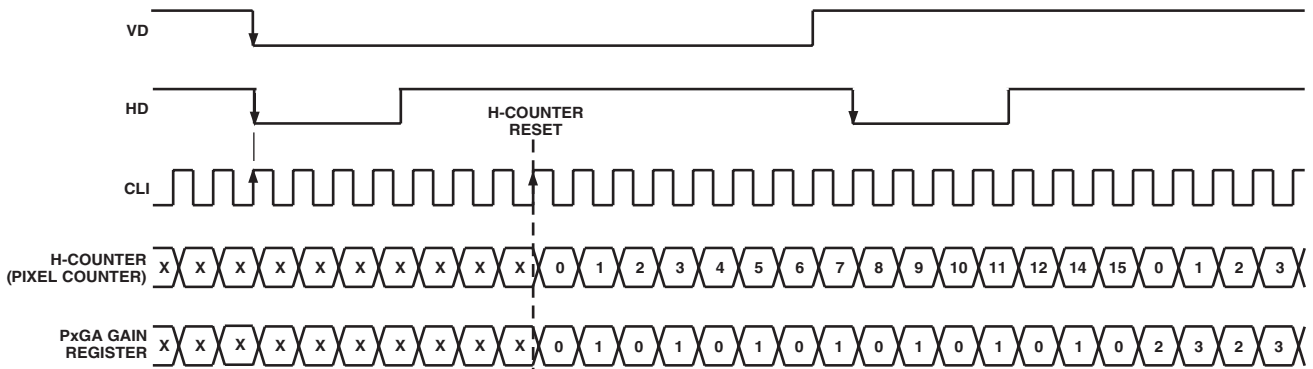 VD
HD
H-COUNTER
RESET
CLI
H-COUNTER
(PIXEL COUNTER)
X X X X X X X X X X 0 1 2 3 4 5 6 7 8 9 10 11 12 14 15 0 1 2 3
PxGA GAIN
REGISTER
X X X X X X X X X X 0 1 0 1 0 1 0 1 0 1 0 1 0 1 0 2 3 2 3